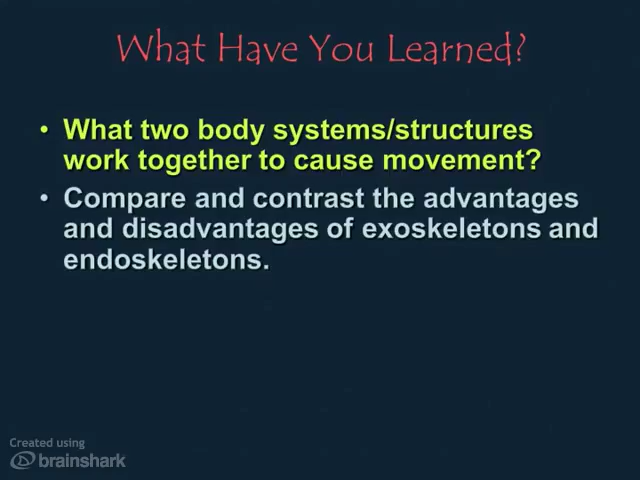 What Have You Learned?
• What two body systems/structures
work together to cause movement?
• Compare and contrast the advantages
and disadvantages of exoskeletons and
endoskeletons.
Created using
brainshark